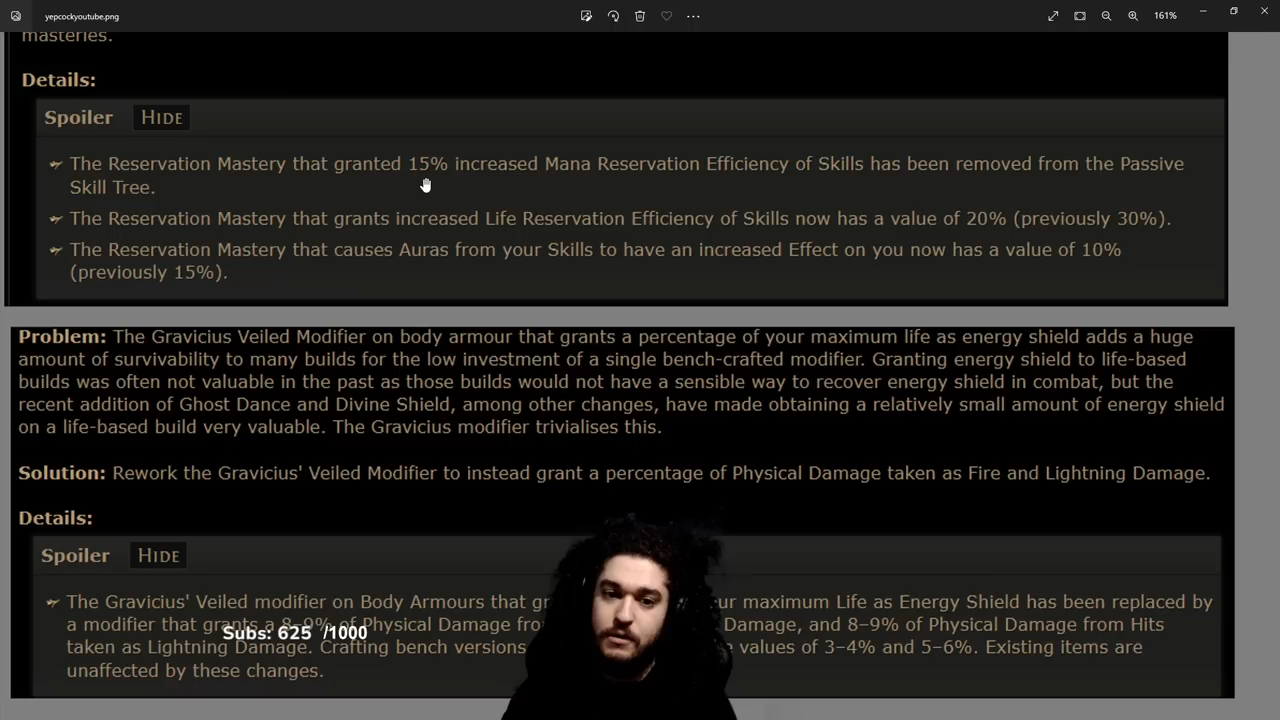 yepcockyoutube.png
161%
masteries.
Details:
Spoiler HIDE
The Reservation Mastery that granted 15% increased Mana Reservation Efficiency of Skills has been removed from the Passive
Skill Tree.
The Reservation Mastery that grants increased Life Reservation Efficiency of Skills now has a value of 20% (previously 30%).
The Reservation Mastery that causes Auras from your Skills to have an increased Effect on you now has a value of 10%
(previously 15%).
Problem: The Gravicius Veiled Modifier on body armour that grants a percentage of your maximum life as energy shield adds a huge
amount of survivability to many builds for the low investment of a single bench-crafted modifier. Granting energy shield to life-based
builds was often not valuable in the past as those builds would not have a sensible way to recover energy shield in combat, but the
recent addition of Ghost Dance and Divine Shield, among other changes, have made obtaining a relatively small amount of energy shield
on a life-based build very valuable. The Gravicius modifier trivialises this.
Solution: Rework the Gravicius' Veiled Modifier to instead grant a percentage of Physical Damage taken as Fire and Lightning Damage.
Details:
Spoiler HIDE
The Gravicius' Veiled modifier on Body Armours that maximum Life as Energy Shield has been replaced by
a modifier that grants a 8–9% of Physical Damage Damage, and 8–9% of Physical Damage from Hits
Subs: 625 /1000
taken as Lightning Damage. Crafting bench versions values of 3–4% and 5–6%. Existing items are
unaffected by these changes.